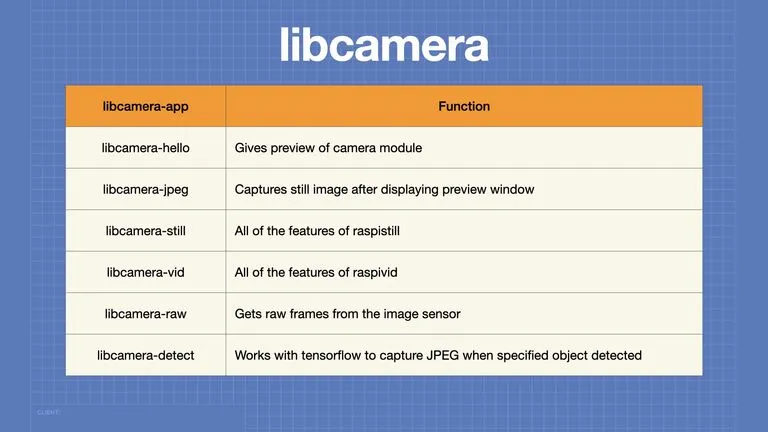 libcamera
libcamera-app Function
libcamera-hello Gives preview of camera module
libcamera-jpeg Captures still image after displaying preview window
libcamera-still All of the features of raspistill
libcamera-vid All of the features of raspivid
libcamera-raw Gets raw frames from the image sensor
libcamera-detect Works with tensorflow to capture JPEG when specified object detected
CLIENT: